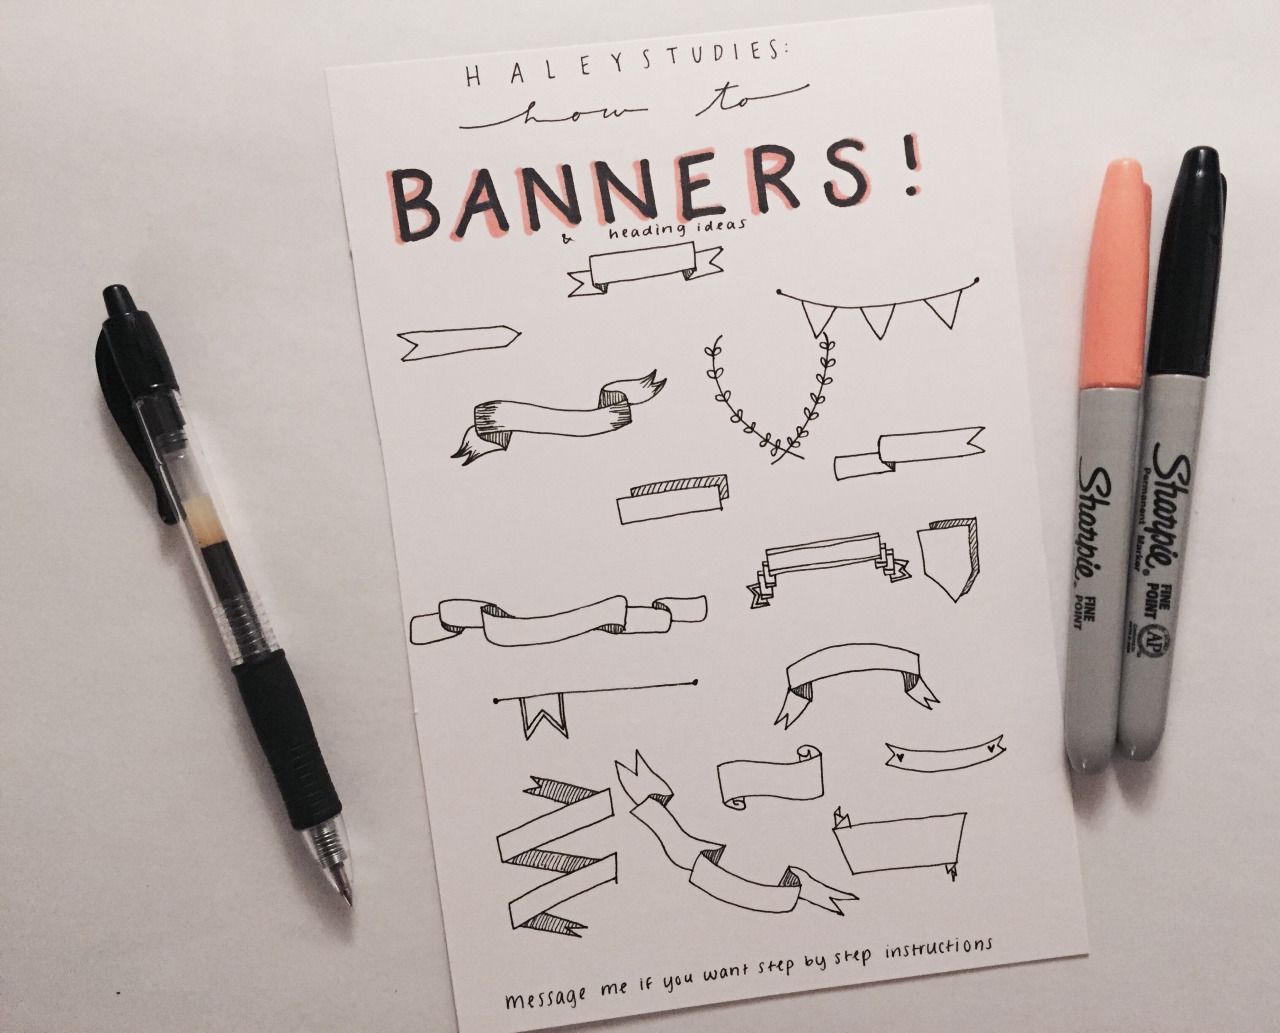 HALEYSTUDIES:
how to
BANNERS!
& heading ideas
message me if you want step by step instructions
Sharpie®
FINE
POINT
Sharpie®
Permanent Marker
FINE
POINT
AP